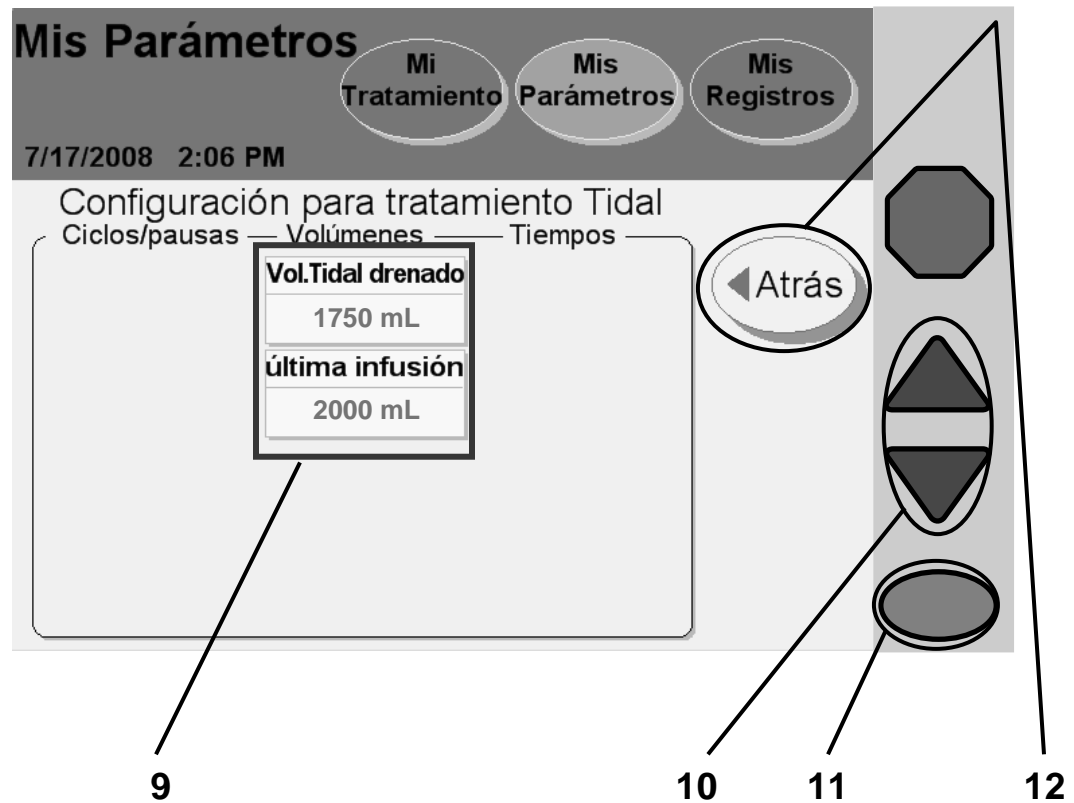 Mis Parámetros
Mi
Tratamiento
Mis
Parámetros
Mis
Registros
7/17/2008 2:06 PM
Configuración para tratamiento Tidal
Ciclos/pausas Volúmenes Tiempos
Vol.Tidal drenado
1750 mL
última infusión
2000 mL
Atrás
9 10 11 12